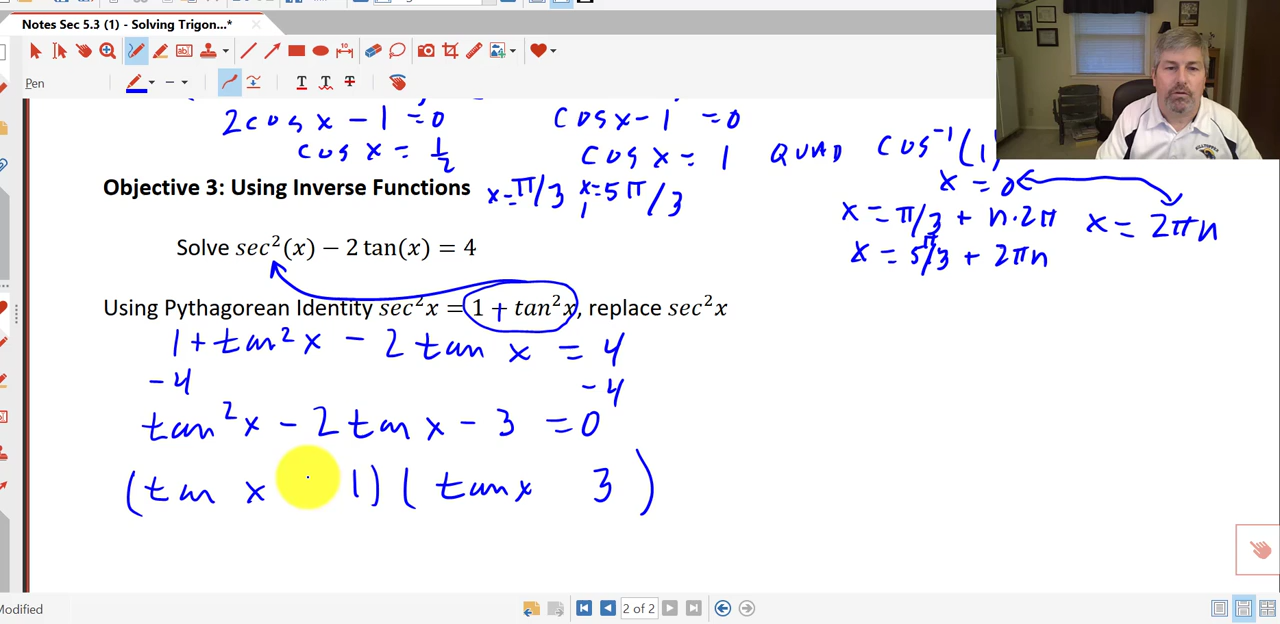 Notes Sec 5.3 (1) - Solving Trigon...*
Pen
2cos x - 1 = 0
cos x - 1 = 0
cos x = 1/2
cos x = 1 QUAD cos⁻¹(1)
x = 0
Objective 3: Using Inverse Functions x = π/3 x = 5π/3
x = π/3 + n·2π x = 2πn
x = 5π/3 + 2πn
Solve sec²(x) − 2 tan(x) = 4
Using Pythagorean Identity sec²x = 1 + tan²x, replace sec²x
1 + tan²x - 2 tan x = 4
-4 -4
tan²x - 2 tan x - 3 = 0
(tan x 1)(tan x 3)
2 of 2
Modified